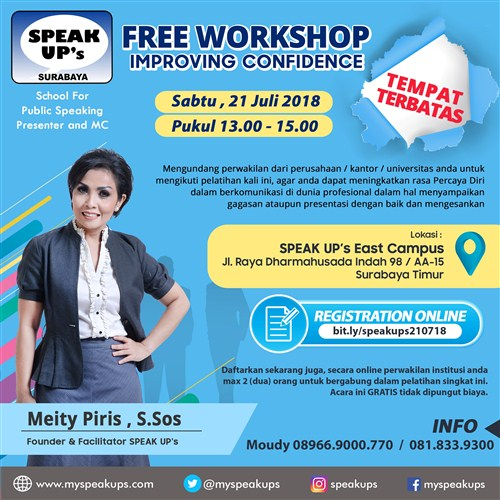 SPEAK
UP's
SURABAYA
School For
Public Speaking
Presenter and MC
FREE WORKSHOP
IMPROVING CONFIDENCE
Sabtu , 21 Juli 2018
Pukul 13.00 - 15.00
TEMPAT
TERBATAS
Mengundang perwakilan dari perusahaan / kantor / universitas anda untuk
mengikuti pelatihan kali ini, agar anda dapat meningkatkan rasa Percaya Diri
dalam berkomunikasi di dunia profesional dalam hal menyampaikan
gagasan ataupun presentasi dengan baik dan mengesankan
Lokasi :
SPEAK UP's East Campus
Jl. Raya Dharmahusada Indah 98 / AA-15
Surabaya Timur
REGISTRATION ONLINE
bit.ly/speakups210718
Daftarkan sekarang juga, secara online perwakilan institusi anda
max 2 (dua) orang untuk bergabung dalam pelatihan singkat ini.
Acara ini GRATIS tidak dipungut biaya.
Meity Piris , S.Sos
Founder & Facilitator SPEAK UP's
INFO
Moudy 08966.9000.770 / 081.833.9300
www.myspeakups.com
@myspeakups
speakups
myspeakups